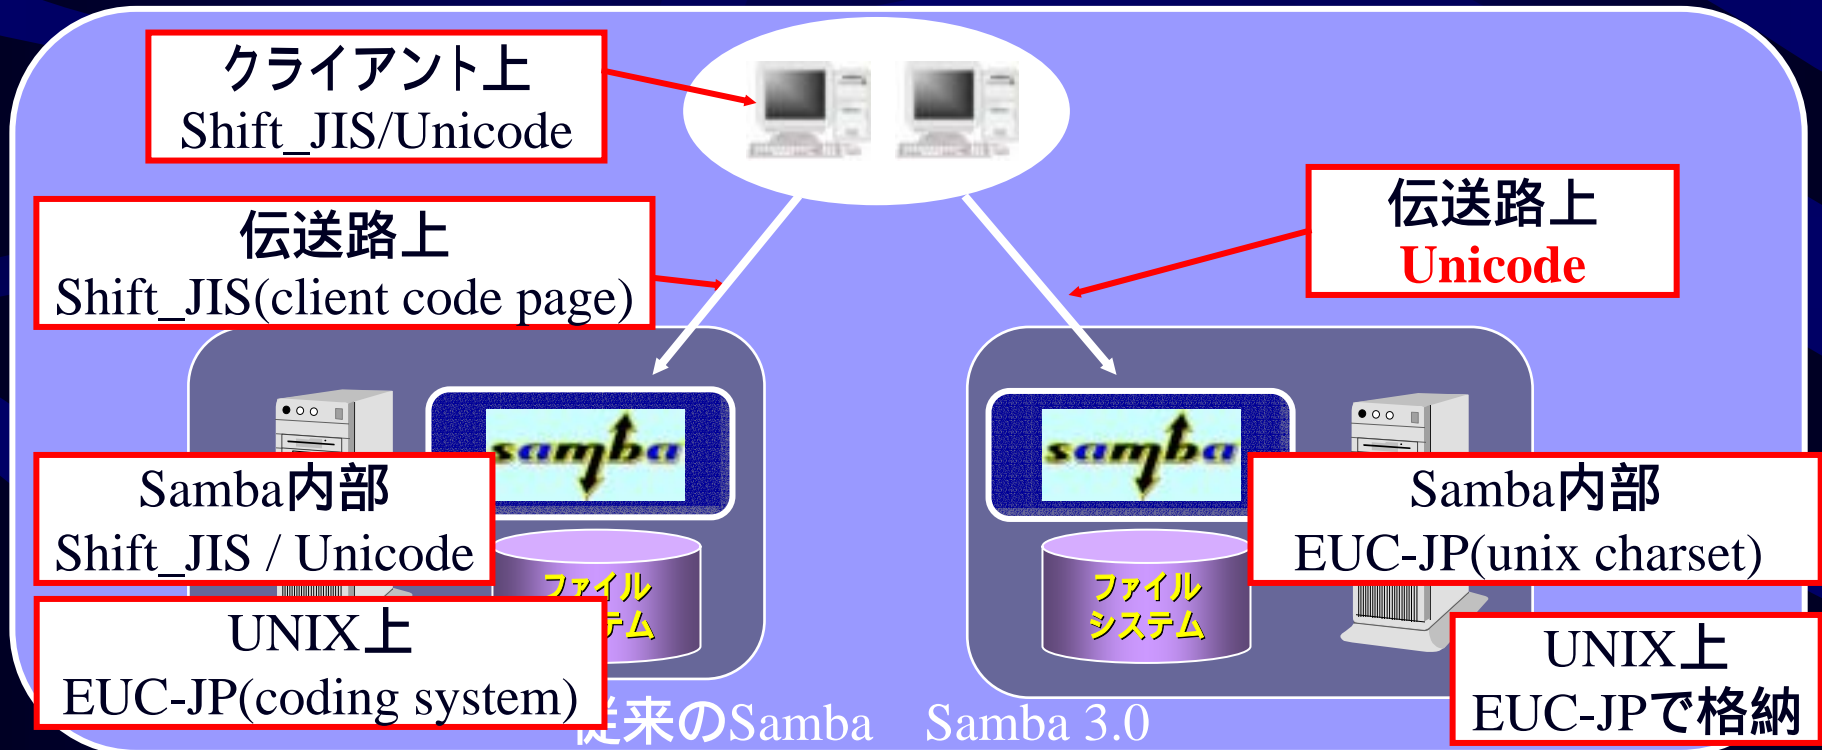 クライアント上
Shift_JIS/Unicode
伝送路上
Shift_JIS(client code page)
伝送路上
Unicode
samba
samba
Samba内部
Shift_JIS / Unicode
Samba内部
EUC-JP(unix charset)
ファイル
テム
ファイル
システム
UNIX上
EUC-JP(coding system)
UNIX上
EUC-JPで格納
従来のSamba
Samba 3.0